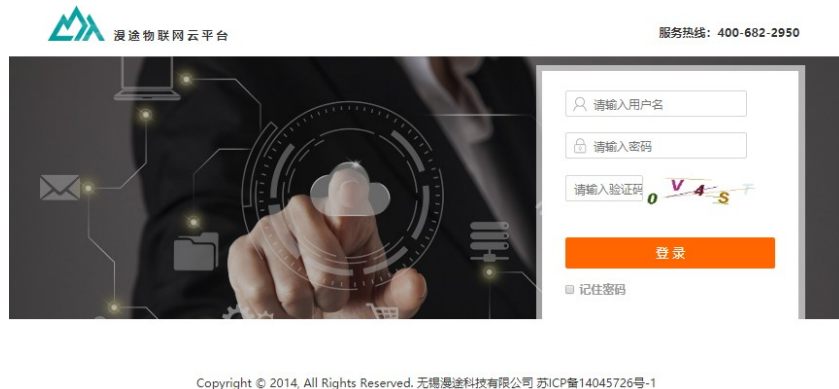 漫途物联网云平台
服务热线：400-682-2950
请输入用户名
请输入密码
请输入验证码
登录
记住密码
Copyright © 2014, All Rights Reserved. 无锡漫途科技有限公司 苏ICP备14045726号-1